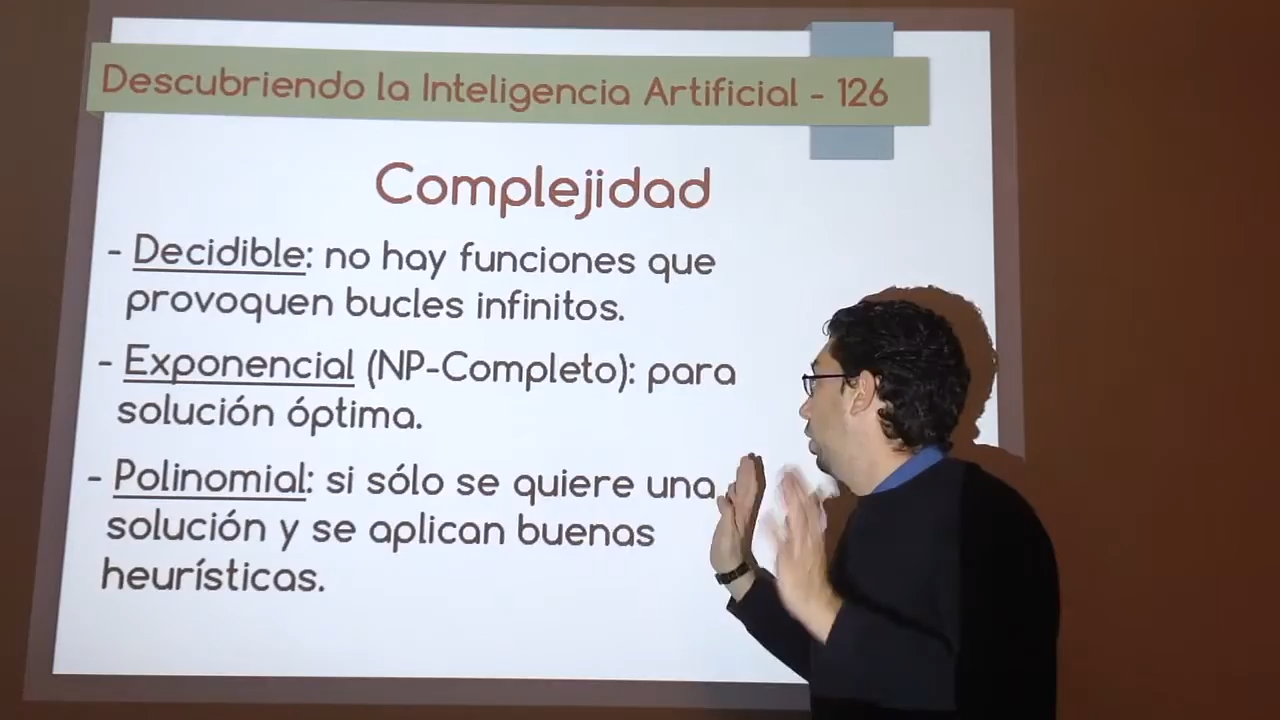 Descubriendo la Inteligencia Artificial - 126
Complejidad
- Decidible: no hay funciones que
provoquen bucles infinitos.
- Exponencial (NP-Completo): para
solución óptima.
- Polinomial: si sólo se quiere una
solución y se aplican buenas
heurísticas.